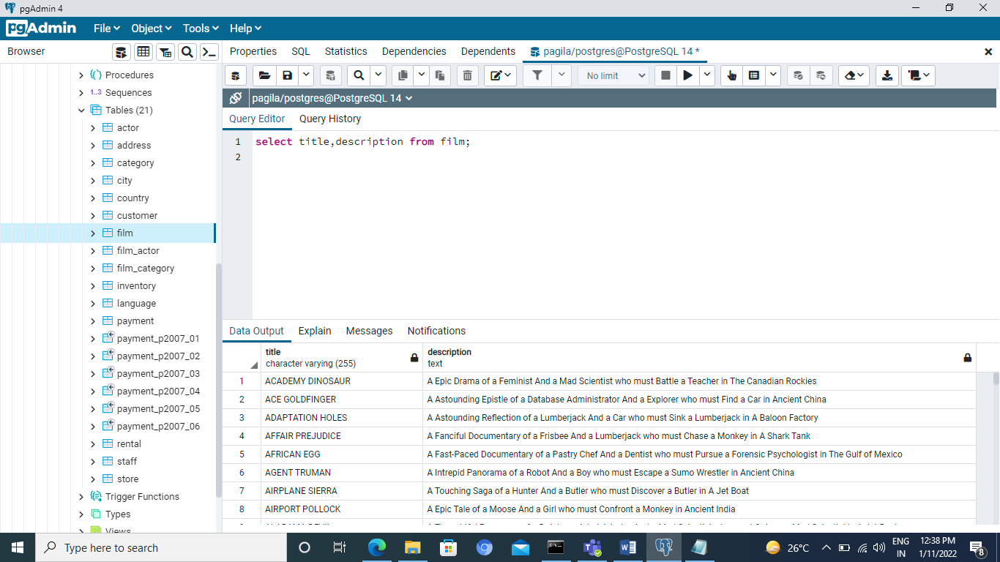 pgAdmin 4
pgAdmin File Object Tools Help
Browser Properties SQL Statistics Dependencies Dependents pagila/postgres@PostgreSQL 14 *
No limit
pagila/postgres@PostgreSQL 14
Query Editor Query History
1 select title,description from film;
2
Procedures
1..3 Sequences
Tables (21)
actor
address
category
city
country
customer
film
film_actor
film_category
inventory
language
payment
payment_p2007_01
payment_p2007_02
payment_p2007_03
payment_p2007_04
payment_p2007_05
payment_p2007_06
rental
staff
store
Trigger Functions
Types
Views
Data Output Explain Messages Notifications
title description
character varying (255) text
1 ACADEMY DINOSAUR A Epic Drama of a Feminist And a Mad Scientist who must Battle a Teacher in The Canadian Rockies
2 ACE GOLDFINGER A Astounding Epistle of a Database Administrator And a Explorer who must Find a Car in Ancient China
3 ADAPTATION HOLES A Astounding Reflection of a Lumberjack And a Car who must Sink a Lumberjack in A Baloon Factory
4 AFFAIR PREJUDICE A Fanciful Documentary of a Frisbee And a Lumberjack who must Chase a Monkey in A Shark Tank
5 AFRICAN EGG A Fast-Paced Documentary of a Pastry Chef And a Dentist who must Pursue a Forensic Psychologist in The Gulf of Mexico
6 AGENT TRUMAN A Intrepid Panorama of a Robot And a Boy who must Escape a Sumo Wrestler in Ancient China
7 AIRPLANE SIERRA A Touching Saga of a Hunter And a Butler who must Discover a Butler in A Jet Boat
8 AIRPORT POLLOCK A Epic Tale of a Moose And a Girl who must Confront a Monkey in Ancient India
Type here to search
26°C
ENG
IN
12:38 PM
1/11/2022
8